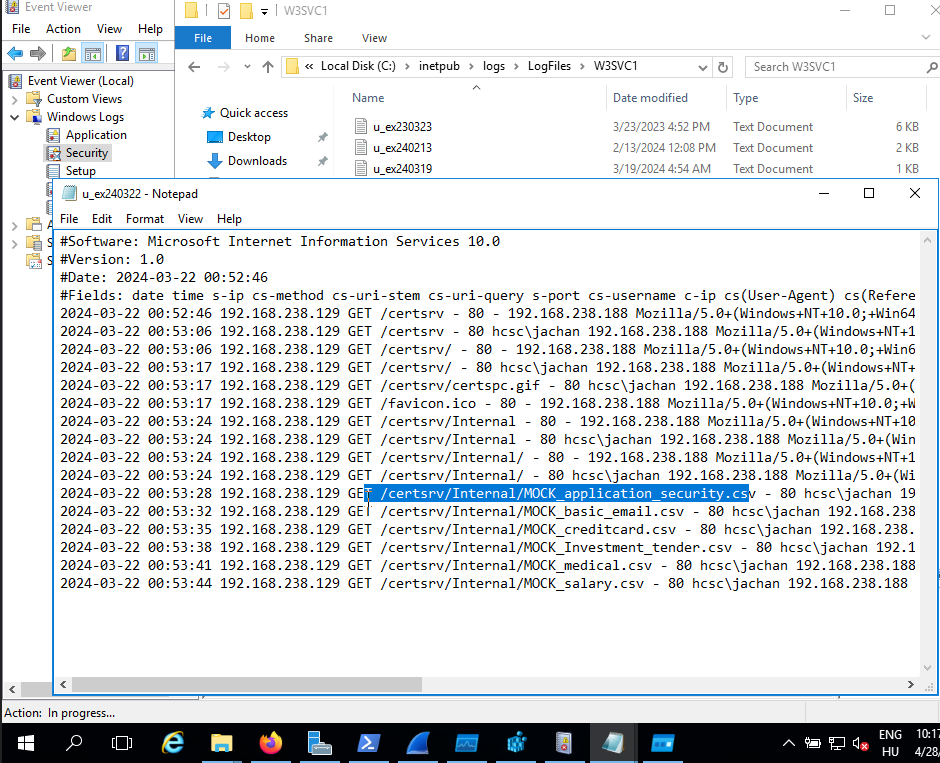 Event Viewer
File Action View Help
Event Viewer (Local)
Custom Views
Windows Logs
Application
Security
Setup
W3SVC1
File Home Share View
« Local Disk (C:) > inetpub > logs > LogFiles > W3SVC1
Search W3SVC1
Name Date modified Type Size
Quick access
Desktop
Downloads
u_ex230323 3/23/2023 4:52 PM Text Document 6 KB
u_ex240213 2/13/2024 12:08 PM Text Document 2 KB
u_ex240319 3/19/2024 4:54 AM Text Document 1 KB
u_ex240322 - Notepad
File Edit Format View Help
#Software: Microsoft Internet Information Services 10.0
#Version: 1.0
#Date: 2024-03-22 00:52:46
#Fields: date time s-ip cs-method cs-uri-stem cs-uri-query s-port cs-username c-ip cs(User-Agent) cs(Refere
2024-03-22 00:52:46 192.168.238.129 GET /certsrv - 80 - 192.168.238.188 Mozilla/5.0+(Windows+NT+10.0;+Win64
2024-03-22 00:53:06 192.168.238.129 GET /certsrv - 80 hcsc\jachan 192.168.238.188 Mozilla/5.0+(Windows+NT+1
2024-03-22 00:53:06 192.168.238.129 GET /certsrv/ - 80 - 192.168.238.188 Mozilla/5.0+(Windows+NT+10.0;+Win6
2024-03-22 00:53:17 192.168.238.129 GET /certsrv/ - 80 hcsc\jachan 192.168.238.188 Mozilla/5.0+(Windows+NT+
2024-03-22 00:53:17 192.168.238.129 GET /certsrv/certspc.gif - 80 hcsc\jachan 192.168.238.188 Mozilla/5.0+(
2024-03-22 00:53:17 192.168.238.129 GET /favicon.ico - 80 - 192.168.238.188 Mozilla/5.0+(Windows+NT+10.0;+W
2024-03-22 00:53:24 192.168.238.129 GET /certsrv/Internal - 80 - 192.168.238.188 Mozilla/5.0+(Windows+NT+10
2024-03-22 00:53:24 192.168.238.129 GET /certsrv/Internal - 80 hcsc\jachan 192.168.238.188 Mozilla/5.0+(Win
2024-03-22 00:53:24 192.168.238.129 GET /certsrv/Internal/ - 80 - 192.168.238.188 Mozilla/5.0+(Windows+NT+1
2024-03-22 00:53:24 192.168.238.129 GET /certsrv/Internal/ - 80 hcsc\jachan 192.168.238.188 Mozilla/5.0+(Wi
2024-03-22 00:53:28 192.168.238.129 GET /certsrv/Internal/MOCK_application_security.csv - 80 hcsc\jachan 19
2024-03-22 00:53:32 192.168.238.129 GET /certsrv/Internal/MOCK_basic_email.csv - 80 hcsc\jachan 192.168.238
2024-03-22 00:53:35 192.168.238.129 GET /certsrv/Internal/MOCK_creditcard.csv - 80 hcsc\jachan 192.168.238.
2024-03-22 00:53:38 192.168.238.129 GET /certsrv/Internal/MOCK_Investment_tender.csv - 80 hcsc\jachan 192.1
2024-03-22 00:53:41 192.168.238.129 GET /certsrv/Internal/MOCK_medical.csv - 80 hcsc\jachan 192.168.238.188
2024-03-22 00:53:44 192.168.238.129 GET /certsrv/Internal/MOCK_salary.csv - 80 hcsc\jachan 192.168.238.188
Action: In progress...
ENG
HU
10:17
4/28/